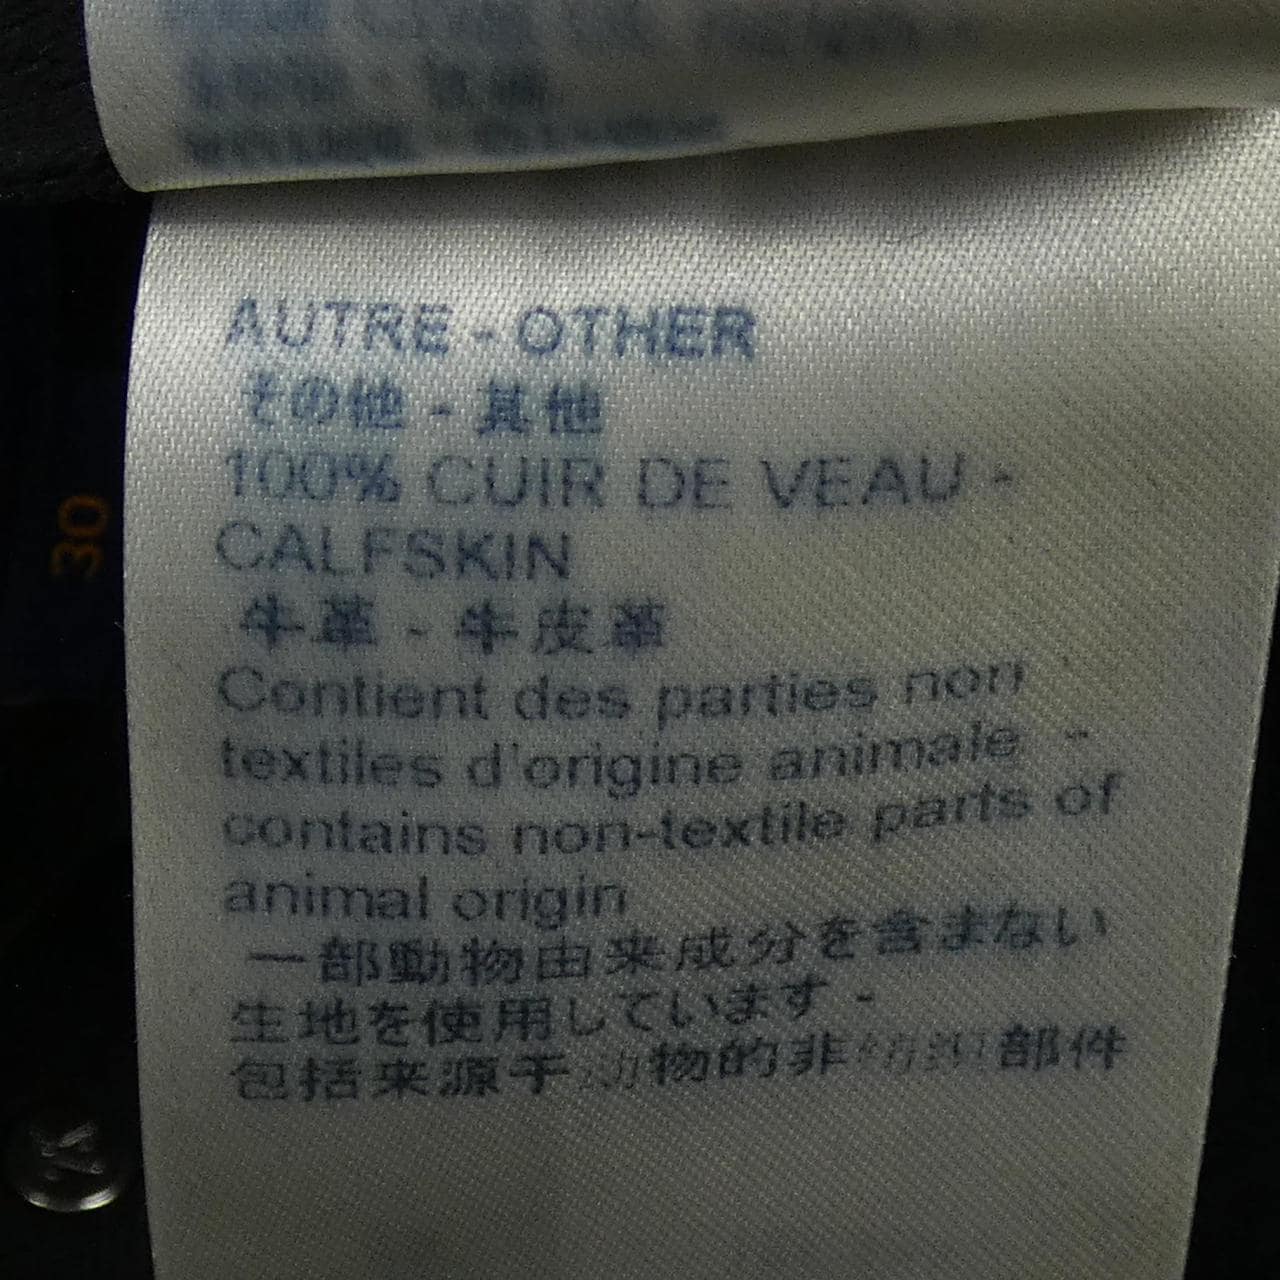 AUTRE - OTHER
その他 - 其他
100% CUIR DE VEAU -
CALFSKIN
牛革 - 牛皮革
Contient des parties non
textiles d'origine animale -
contains non-textile parts of
animal origin
一部動物由来成分を含まない
生地を使用しています -
包括来源于动物的非纺织部件
30